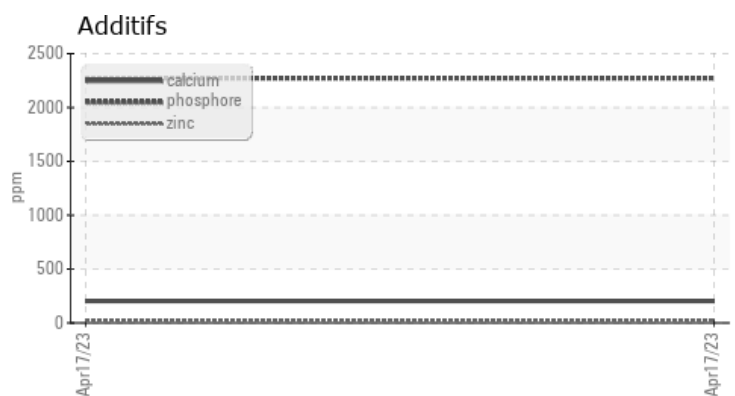 Additifs
2500
2000
1500
1000
500
0
ppm
calcium
phosphore
zinc
Apr17/23
Apr17/23